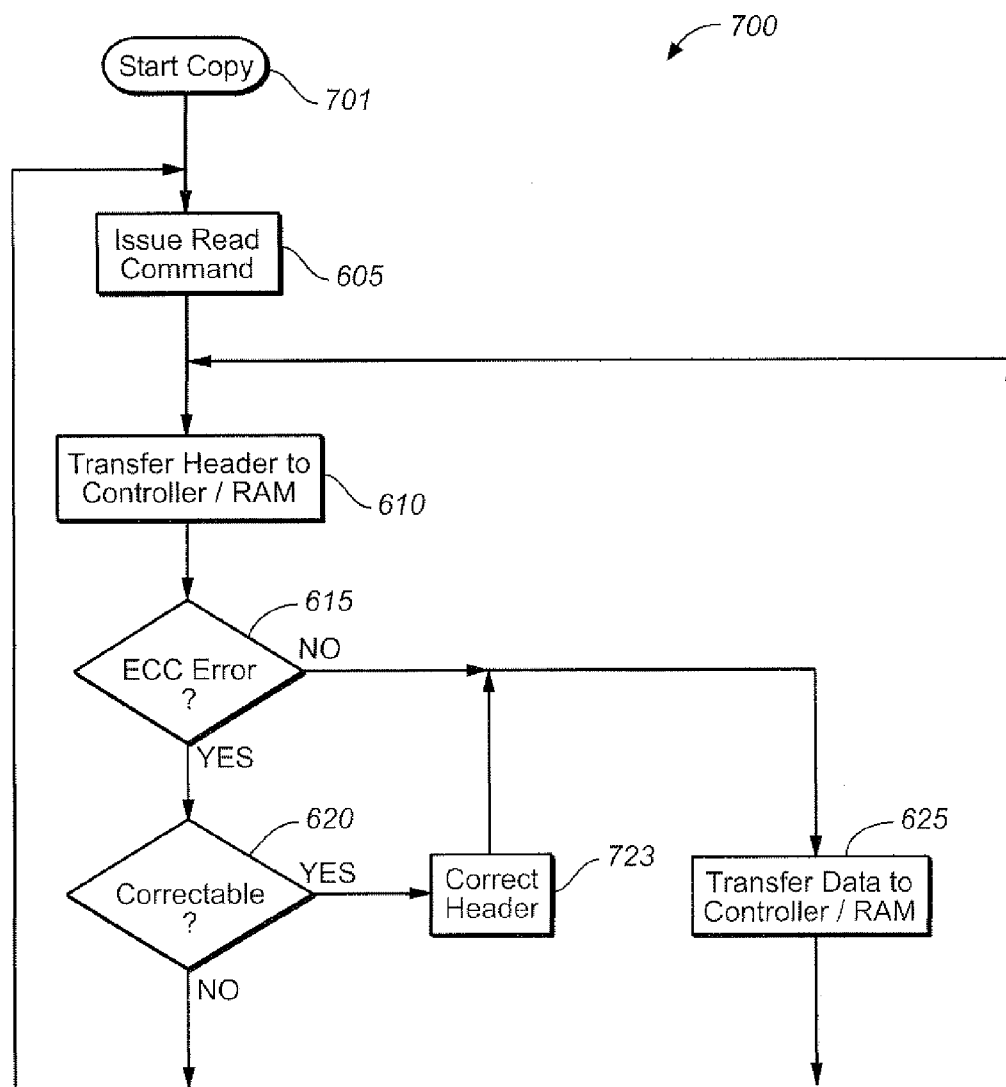 700
Start Copy
701
Issue Read
Command
605
Transfer Header to
Controller / RAM
610
615
ECC Error
?
NO
YES
620
Correctable
?
YES
Correct
Header
723
625
Transfer Data to
Controller / RAM
NO